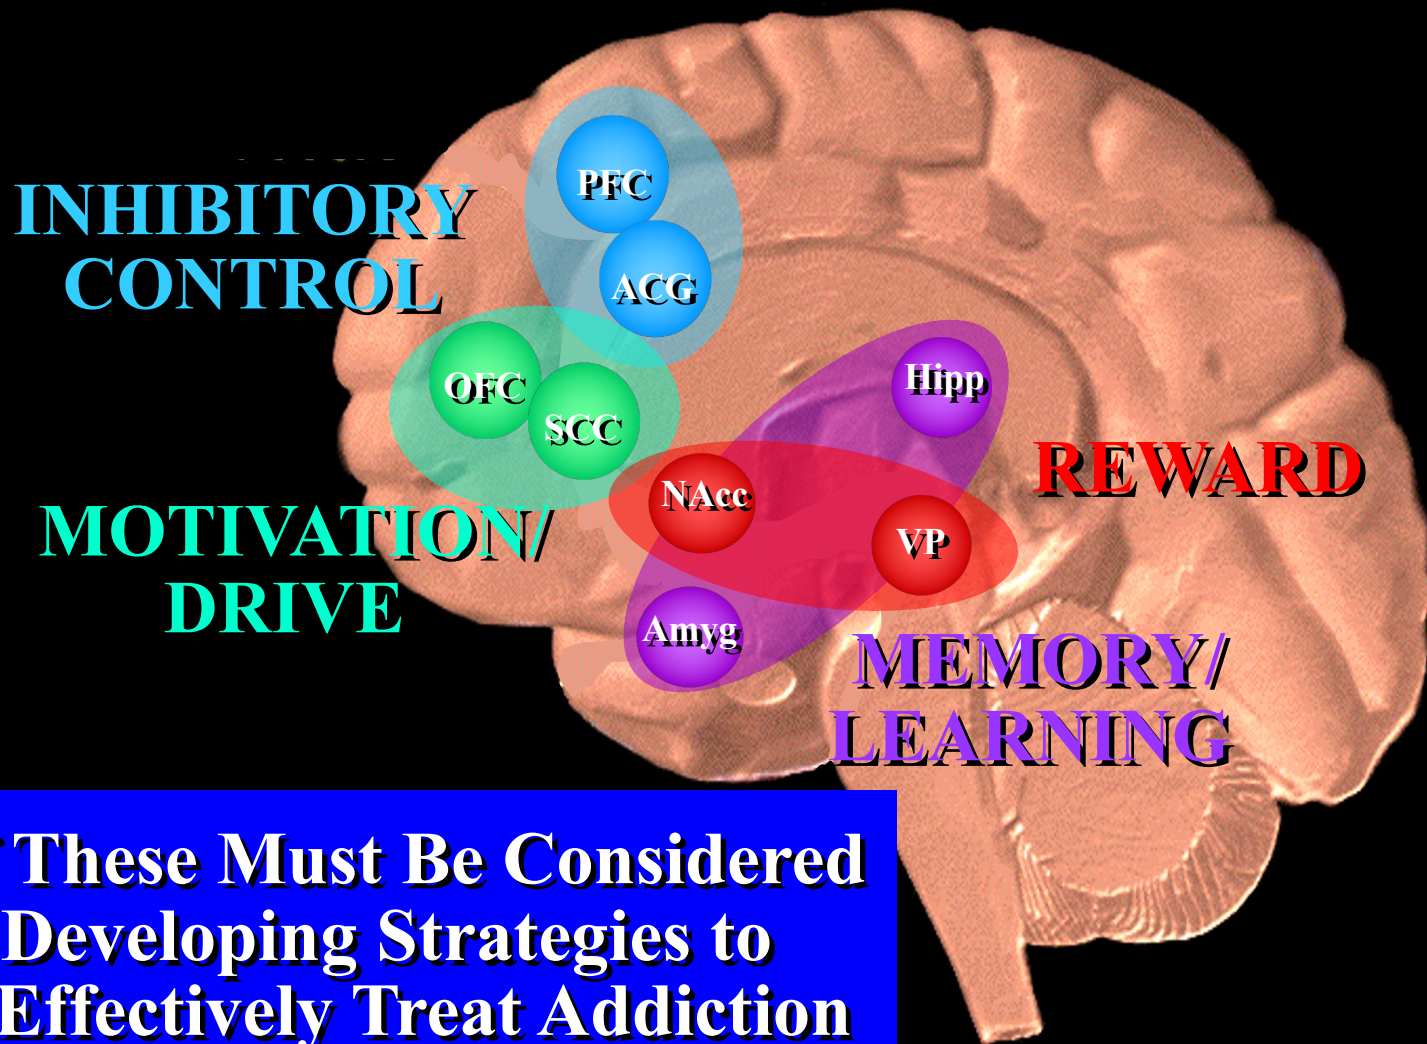 INHIBITORY
CONTROL
PFC
ACG
OFC
SCC
Hipp
NAcc
VP
REWARD
MOTIVATION/
DRIVE
Amyg
MEMORY/
LEARNING
These Must Be Considered
Developing Strategies to
Effectively Treat Addiction